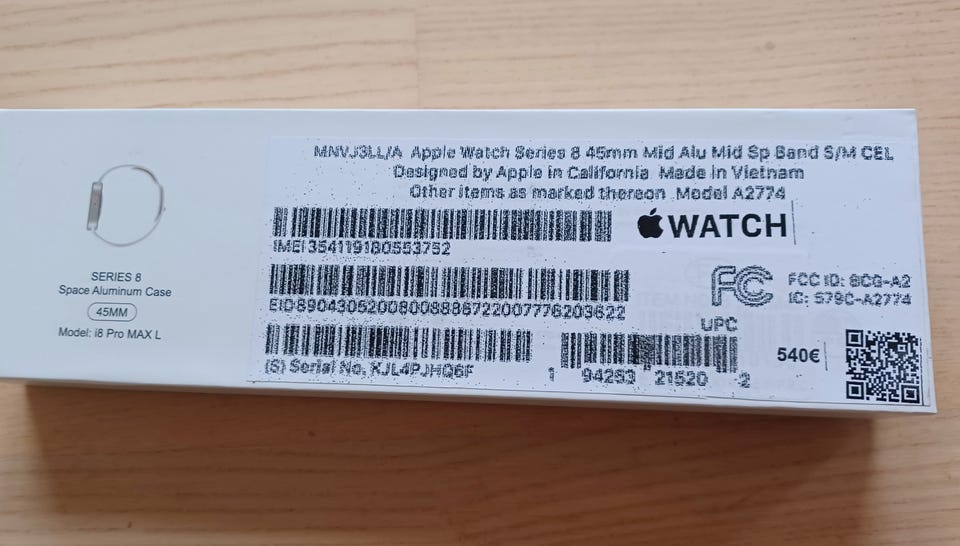 SERIES 8
Space Aluminum Case
45MM
Model: i8 Pro MAX L
MNVJ3LL/A Apple Watch Series 8 45mm Mid Alu Mid Sp Band S/M CEL
Designed by Apple in California Made in Vietnam
Other items as marked thereon Model A2774
WATCH
IMEI 354119180553752
FC
FCC ID: BCG-A2
IC: 579C-A2774
EID 89043052008008886722007776203622
UPC
(S) Serial No. KJL4PJHQ6F
1 94253 21520 2
540€